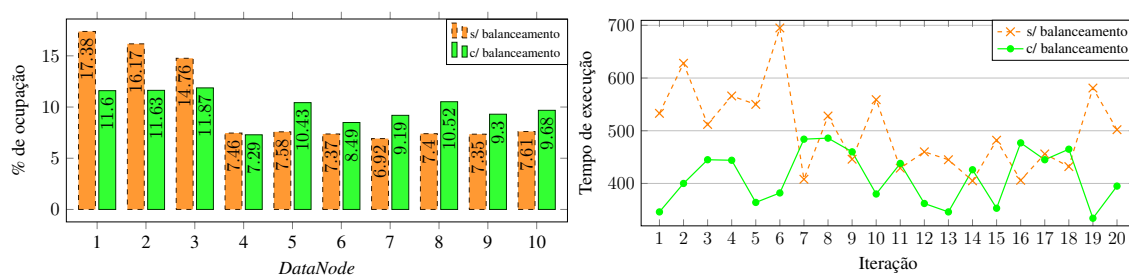 % de ocupação
15
10
5
0
17.38
16.17
14.76
7.46
7.58
7.37
6.92
7.4
7.35
7.61
11.6
11.63
11.87
7.29
10.43
8.49
9.19
10.52
9.3
9.68
s/ balanceamento
c/ balanceamento
1 2 3 4 5 6 7 8 9 10
DataNode
Tempo de execução
700
600
500
400
s/ balanceamento
c/ balanceamento
1 2 3 4 5 6 7 8 9 10 11 12 13 14 15 16 17 18 19 20
Iteração